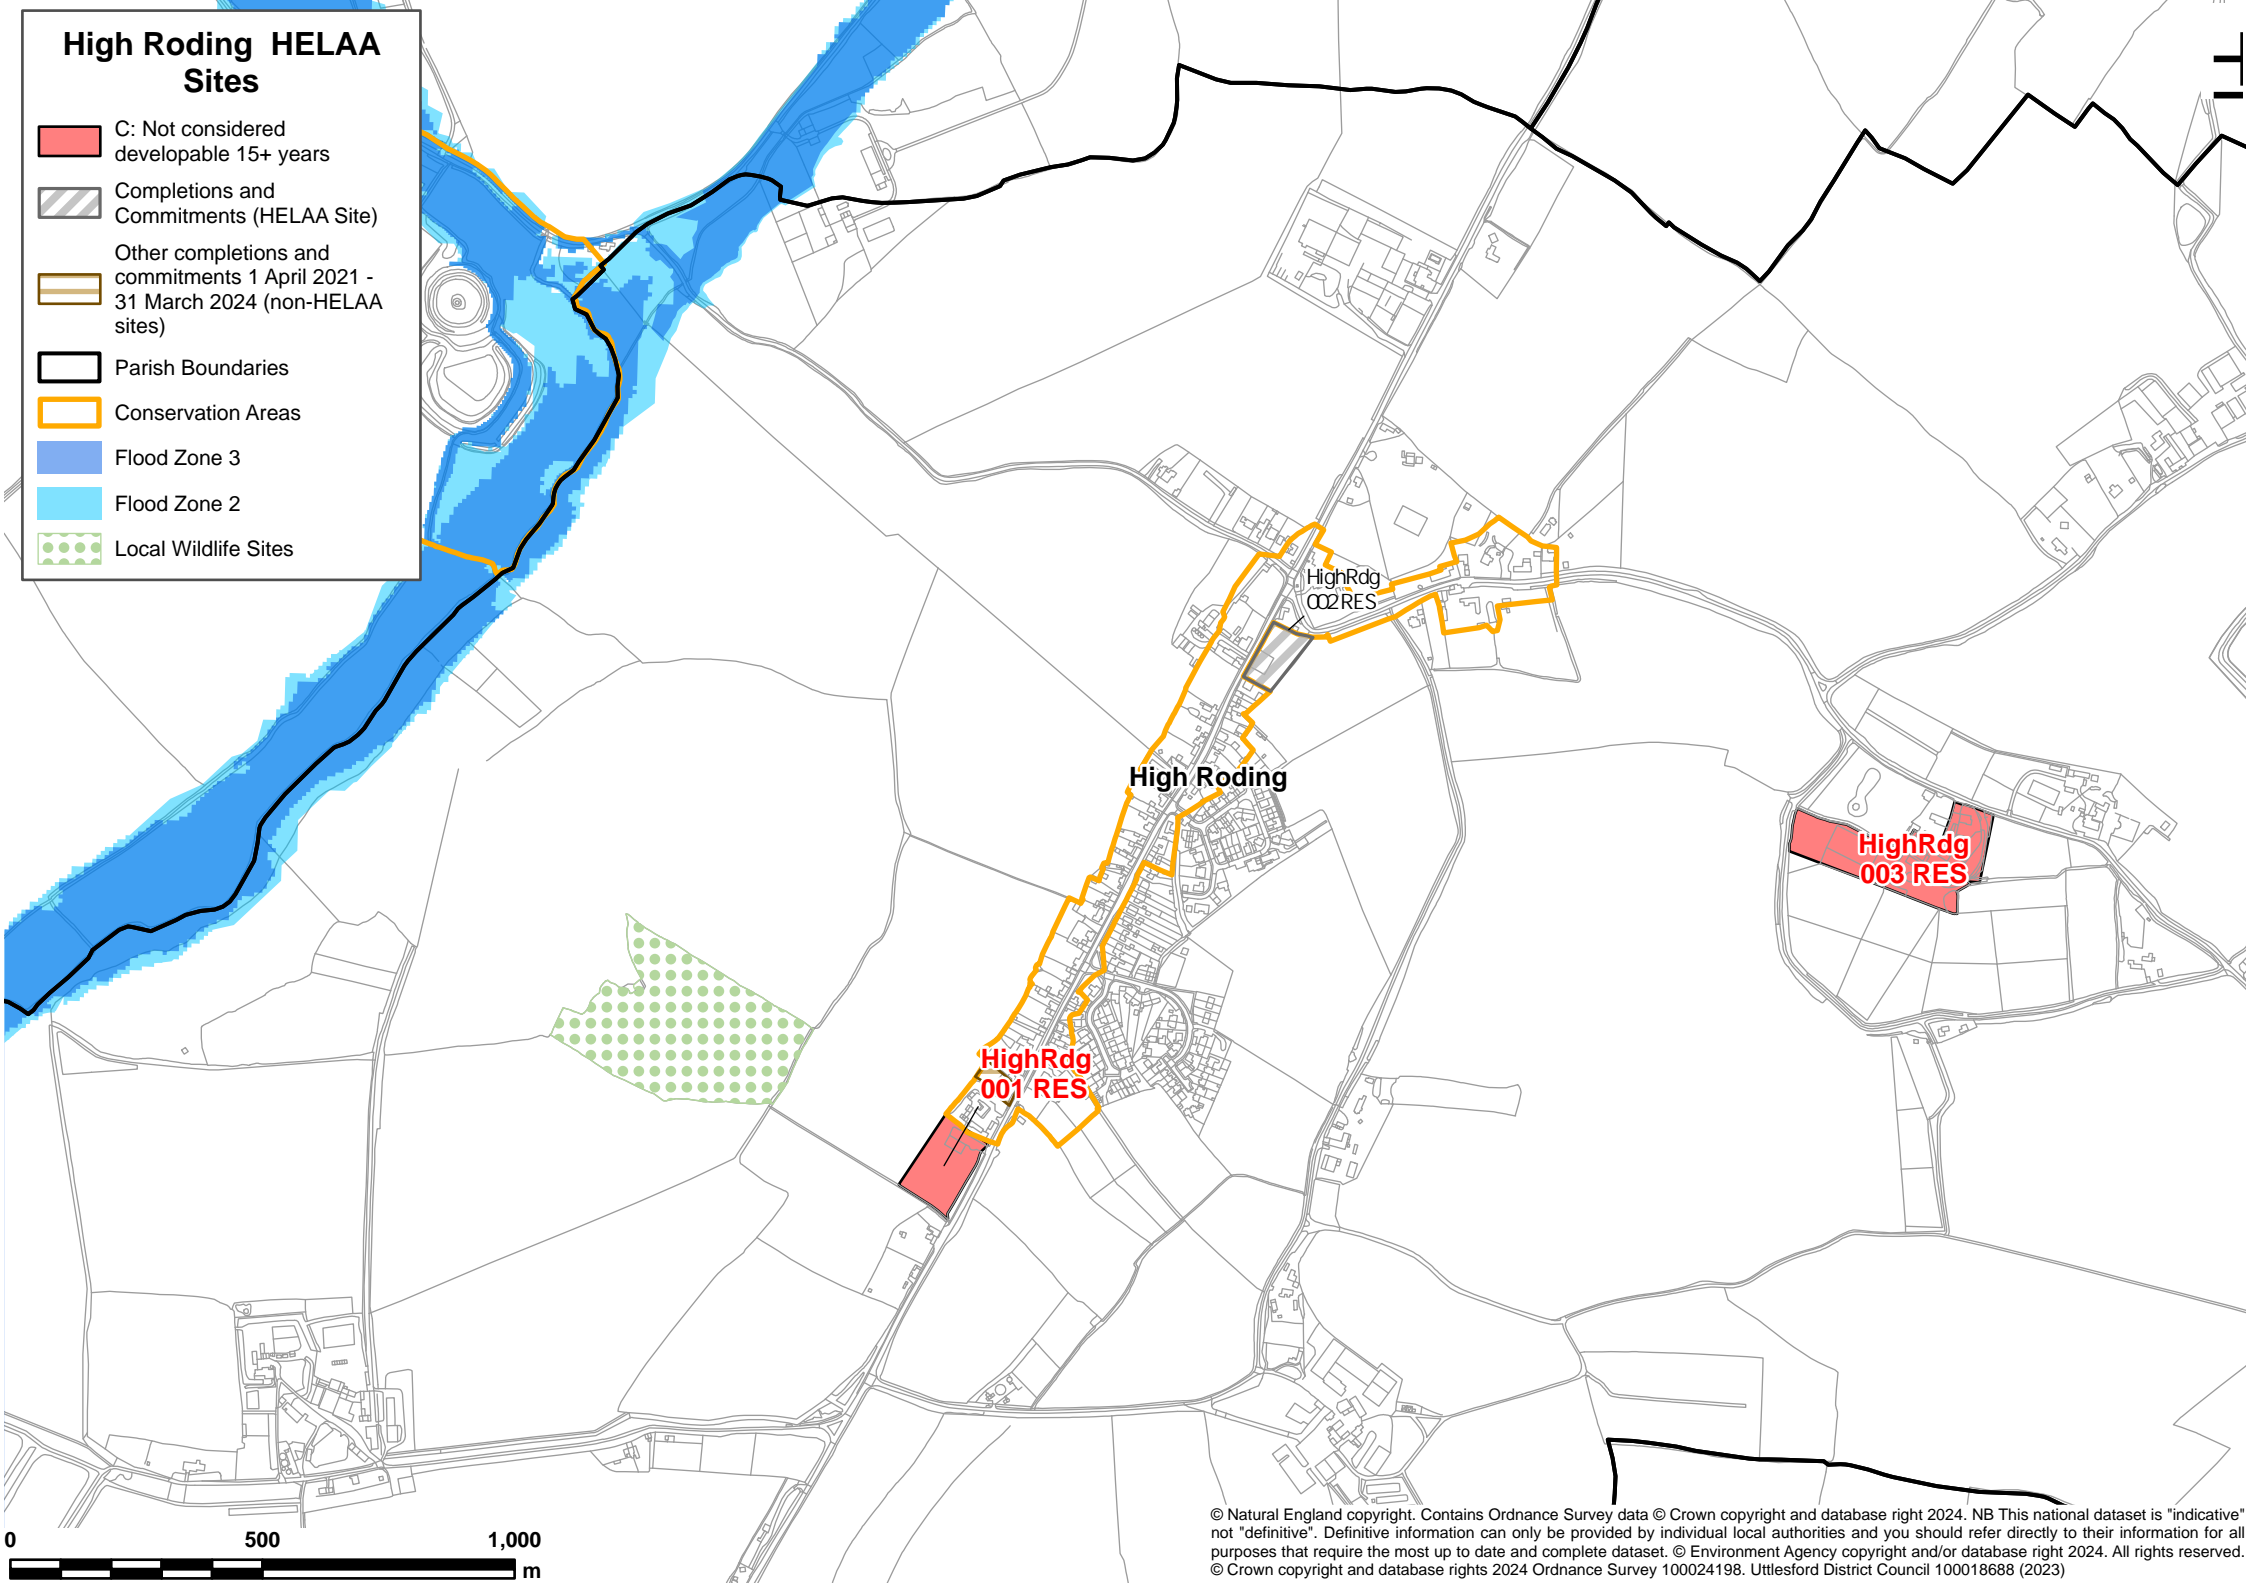 High Roding HELAA
Sites
C: Not considered
developable 15+ years
Completions and
Commitments (HELAA Site)
Other completions and
commitments 1 April 2021 -
31 March 2024 (non-HELAA
sites)
Parish Boundaries
Conservation Areas
Flood Zone 3
Flood Zone 2
Local Wildlife Sites
HighRdg
002 RES
High Roding
HighRdg
003 RES
HighRdg
001 RES
0 500 1,000
m
© Natural England copyright. Contains Ordnance Survey data © Crown copyright and database right 2024. NB This national dataset is "indicative"
not "definitive". Definitive information can only be provided by individual local authorities and you should refer directly to their information for all
purposes that require the most up to date and complete dataset. © Environment Agency copyright and/or database right 2024. All rights reserved.
© Crown copyright and database rights 2024 Ordnance Survey 100024198. Uttlesford District Council 100018688 (2023)